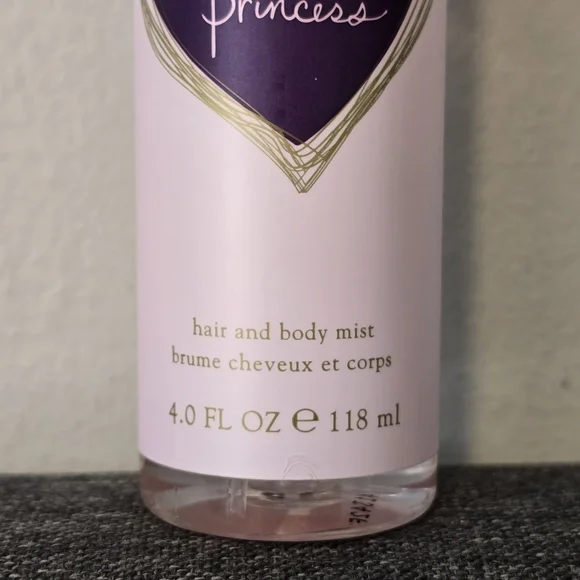 princess
hair and body mist
brume cheveux et corps
4.0 FL OZ ℮ 118 ml